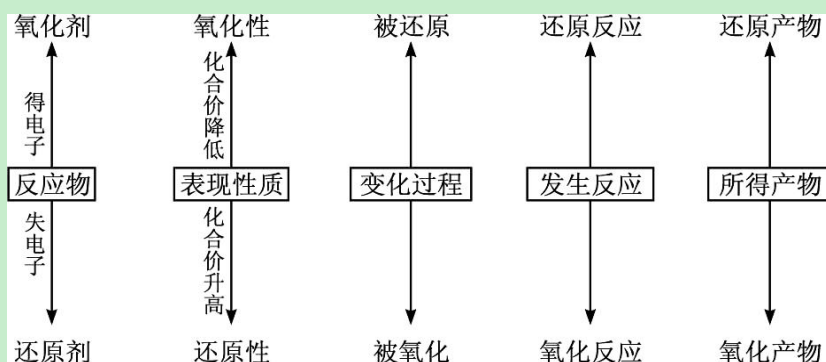 氧化剂 氧化性 被还原 还原反应 还原产物
得电子 化合价降低
反应物 表现性质 变化过程 发生反应 所得产物
失电子 化合价升高
还原剂 还原性 被氧化 氧化反应 氧化产物